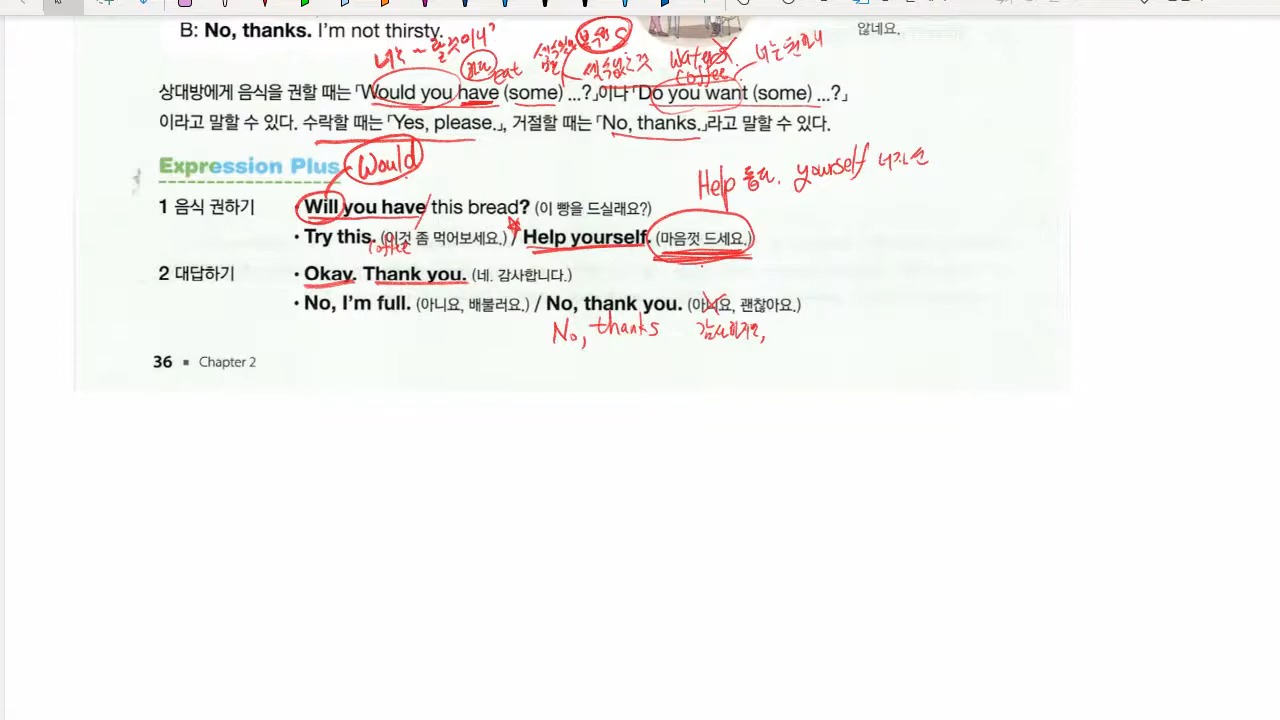 B: No, thanks. I'm not thirsty.
않네요.
너는 ~ 할것이니?
eat
셀 수 없는 것
Water
coffee
너는 원하니
상대방에게 음식을 권할 때는 「Would you have (some) ...?」이나 「Do you want (some) ...?」
이라고 말할 수 있다. 수락할 때는 「Yes, please.」, 거절할 때는 「No, thanks.」라고 말할 수 있다.
Would
Help 돕다. yourself 너자신
Expression Plus
1 음식 권하기
• Will you have this bread? (이 빵을 드실래요?)
• Try this. (이것 좀 먹어보세요.) / Help yourself. (마음껏 드세요.)
coffee
2 대답하기
• Okay. Thank you. (네. 감사합니다.)
• No, I'm full. (아니요, 배불러요.) / No, thank you. (아니요, 괜찮아요.)
No, thanks
감사하지만,
36 ▪ Chapter 2